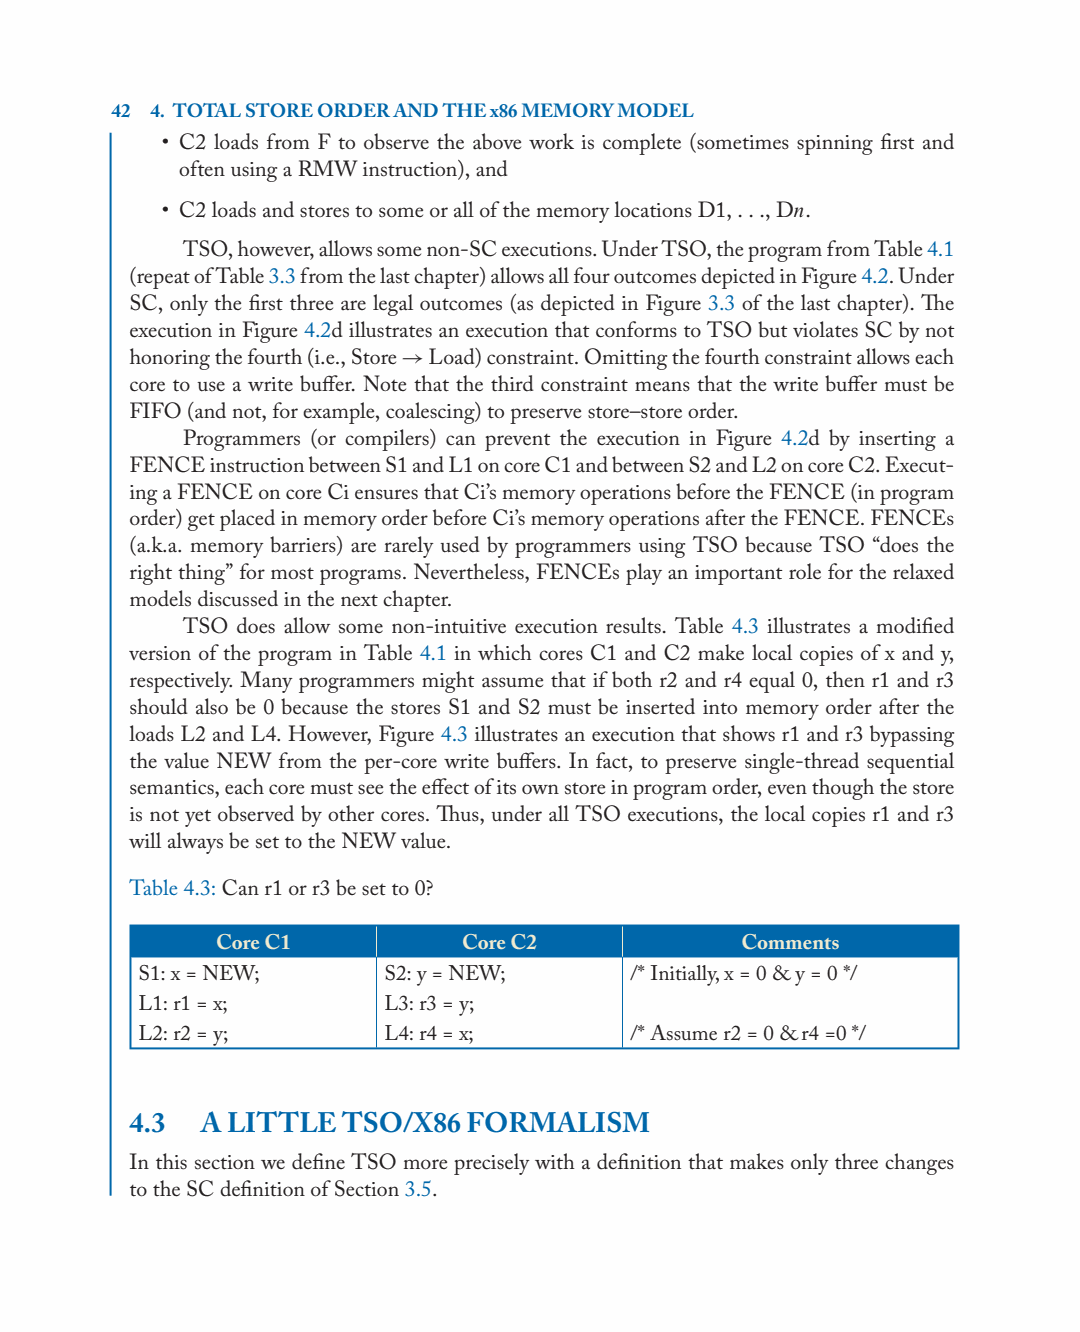 42 4. TOTAL STORE ORDER AND THE x86 MEMORY MODEL
• C2 loads from F to observe the above work is complete (sometimes spinning first and
often using a RMW instruction), and
• C2 loads and stores to some or all of the memory locations D1, . . ., Dn.
TSO, however, allows some non-SC executions. Under TSO, the program from Table 4.1
(repeat of Table 3.3 from the last chapter) allows all four outcomes depicted in Figure 4.2. Under
SC, only the first three are legal outcomes (as depicted in Figure 3.3 of the last chapter). The
execution in Figure 4.2d illustrates an execution that conforms to TSO but violates SC by not
honoring the fourth (i.e., Store → Load) constraint. Omitting the fourth constraint allows each
core to use a write buffer. Note that the third constraint means that the write buffer must be
FIFO (and not, for example, coalescing) to preserve store–store order.
Programmers (or compilers) can prevent the execution in Figure 4.2d by inserting a
FENCE instruction between S1 and L1 on core C1 and between S2 and L2 on core C2. Execut-
ing a FENCE on core Ci ensures that Ci’s memory operations before the FENCE (in program
order) get placed in memory order before Ci’s memory operations after the FENCE. FENCEs
(a.k.a. memory barriers) are rarely used by programmers using TSO because TSO “does the
right thing” for most programs. Nevertheless, FENCEs play an important role for the relaxed
models discussed in the next chapter.
TSO does allow some non-intuitive execution results. Table 4.3 illustrates a modified
version of the program in Table 4.1 in which cores C1 and C2 make local copies of x and y,
respectively. Many programmers might assume that if both r2 and r4 equal 0, then r1 and r3
should also be 0 because the stores S1 and S2 must be inserted into memory order after the
loads L2 and L4. However, Figure 4.3 illustrates an execution that shows r1 and r3 bypassing
the value NEW from the per-core write buffers. In fact, to preserve single-thread sequential
semantics, each core must see the effect of its own store in program order, even though the store
is not yet observed by other cores. Thus, under all TSO executions, the local copies r1 and r3
will always be set to the NEW value.
Table 4.3: Can r1 or r3 be set to 0?
Core C1 Core C2 Comments
S1: x = NEW; S2: y = NEW; /* Initially, x = 0 & y = 0 */
L1: r1 = x; L3: r3 = y;
L2: r2 = y; L4: r4 = x; /* Assume r2 = 0 & r4 =0 */
4.3 A LITTLE TSO/X86 FORMALISM
In this section we define TSO more precisely with a definition that makes only three changes
to the SC definition of Section 3.5.